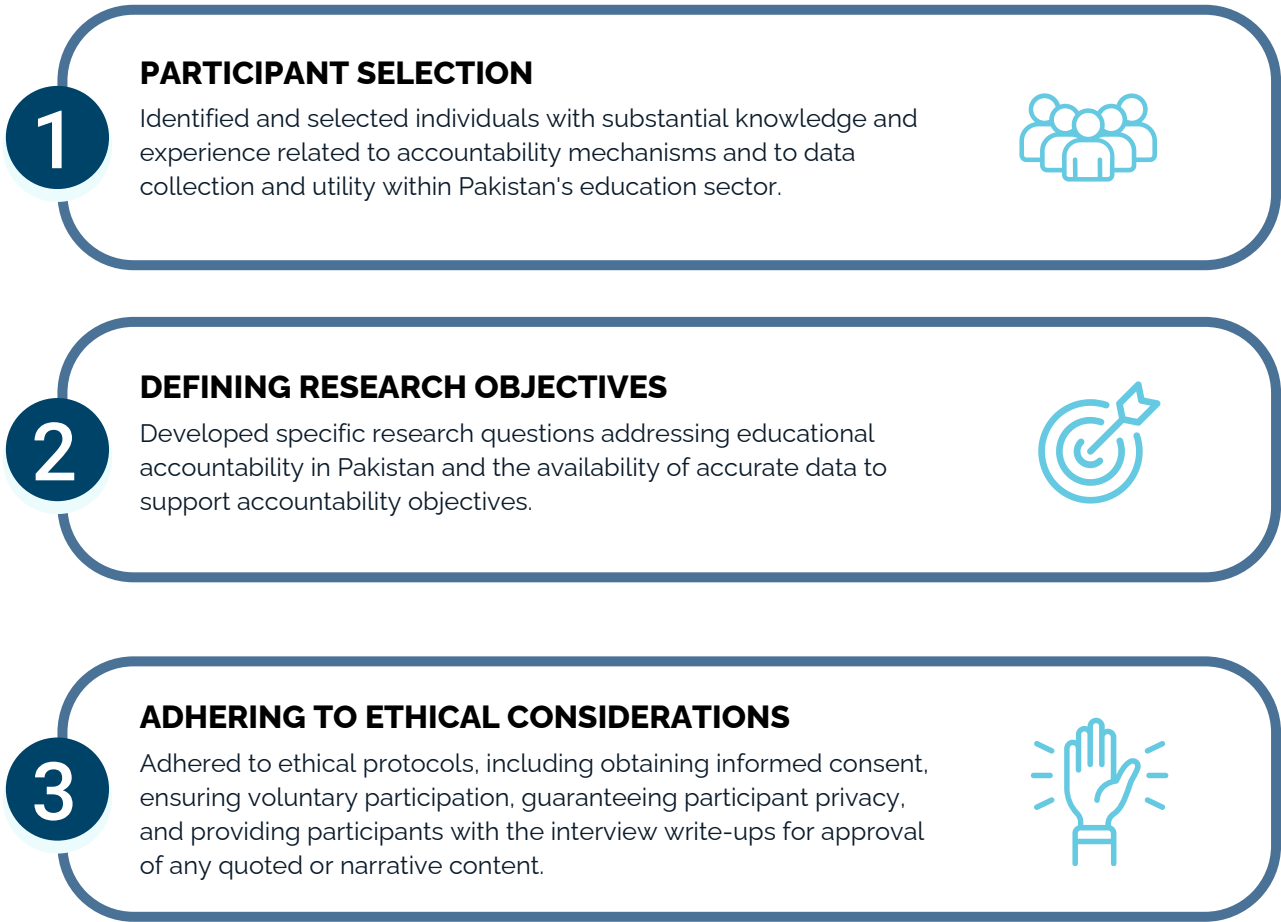 1
PARTICIPANT SELECTION
Identified and selected individuals with substantial knowledge and
experience related to accountability mechanisms and to data
collection and utility within Pakistan's education sector.
2
DEFINING RESEARCH OBJECTIVES
Developed specific research questions addressing educational
accountability in Pakistan and the availability of accurate data to
support accountability objectives.
3
ADHERING TO ETHICAL CONSIDERATIONS
Adhered to ethical protocols, including obtaining informed consent,
ensuring voluntary participation, guaranteeing participant privacy,
and providing participants with the interview write-ups for approval
of any quoted or narrative content.